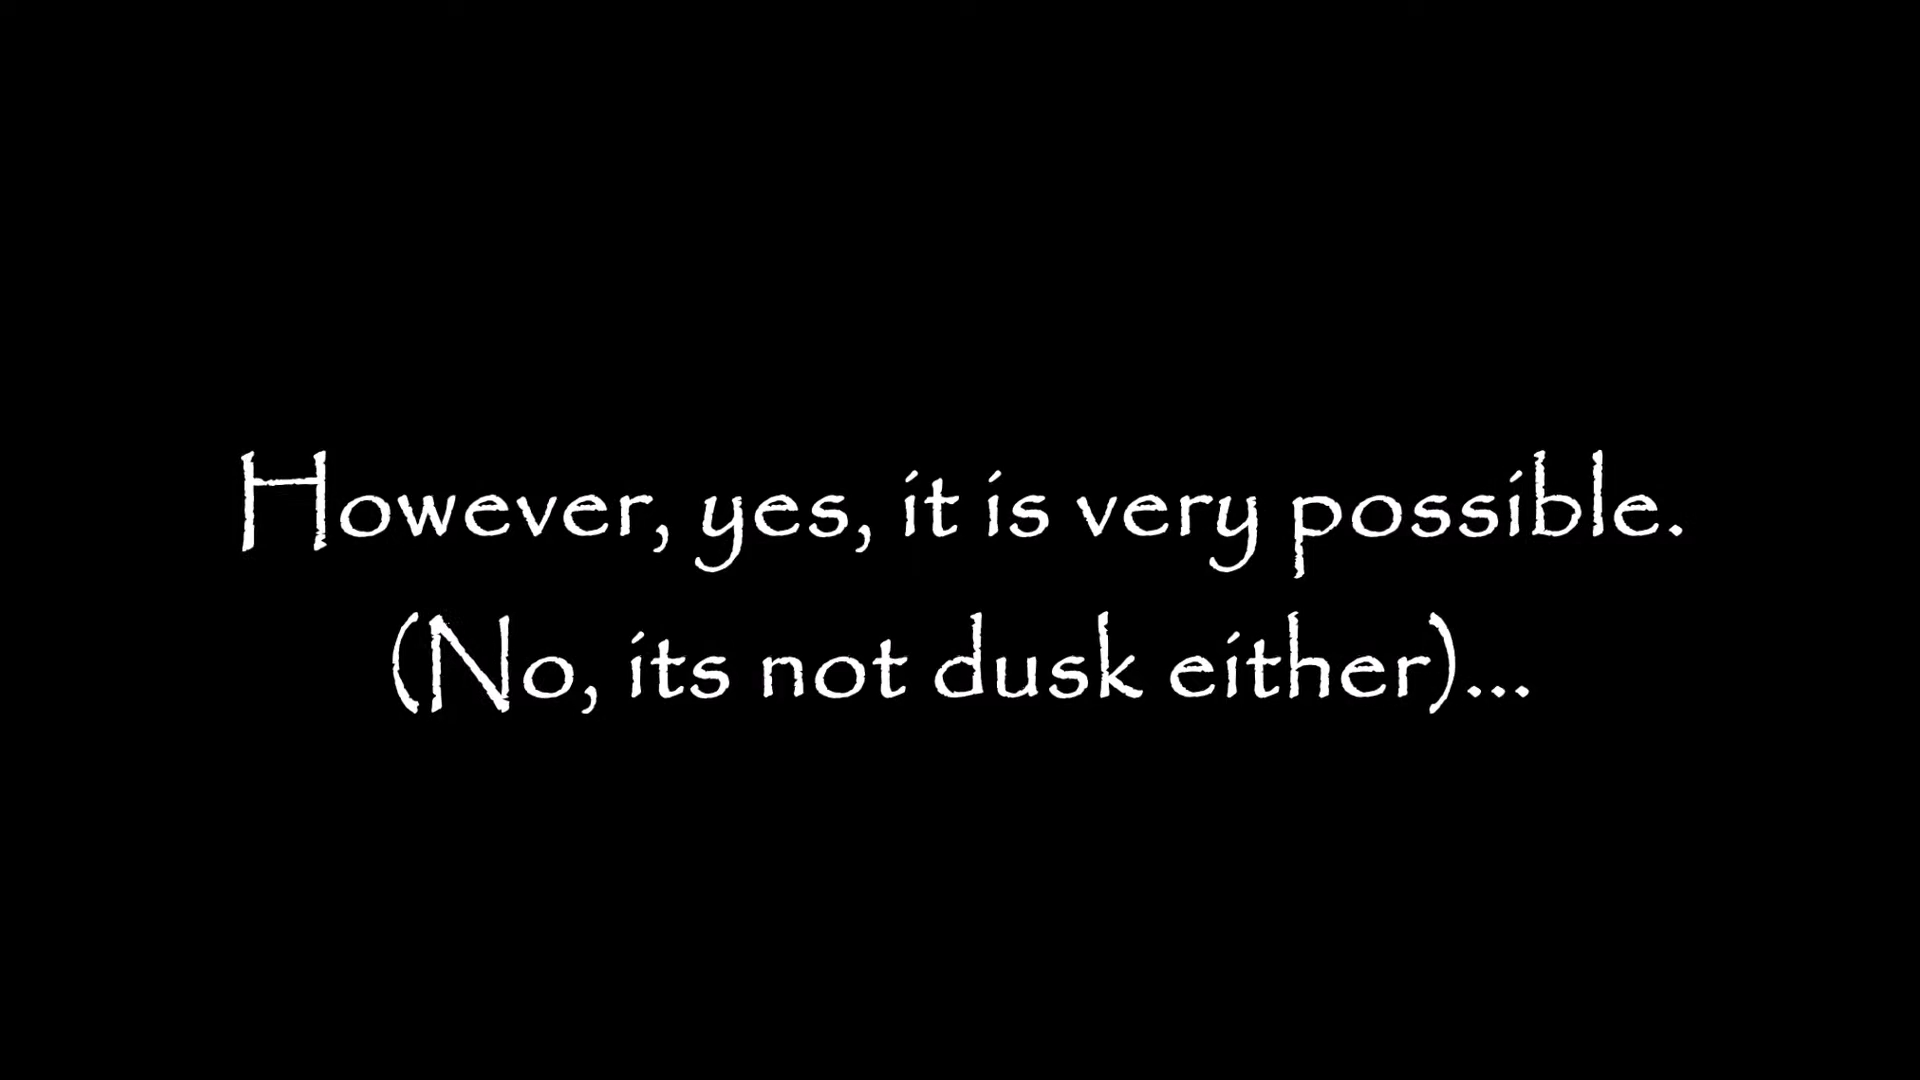 However, yes, it is very possible.
(No, its not dusk either)...